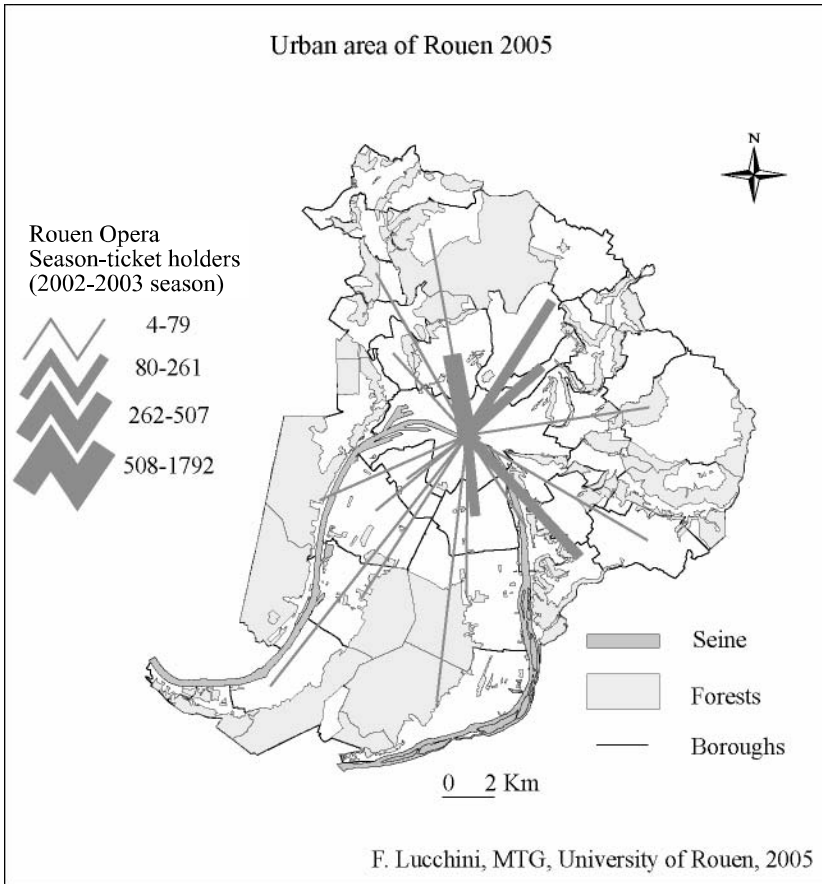 Urban area of Rouen 2005
N
Rouen Opera
Season-ticket holders
(2002-2003 season)
4-79
80-261
262-507
508-1792
Seine
Forests
Boroughs
0 2 Km
F. Lucchini, MTG, University of Rouen, 2005